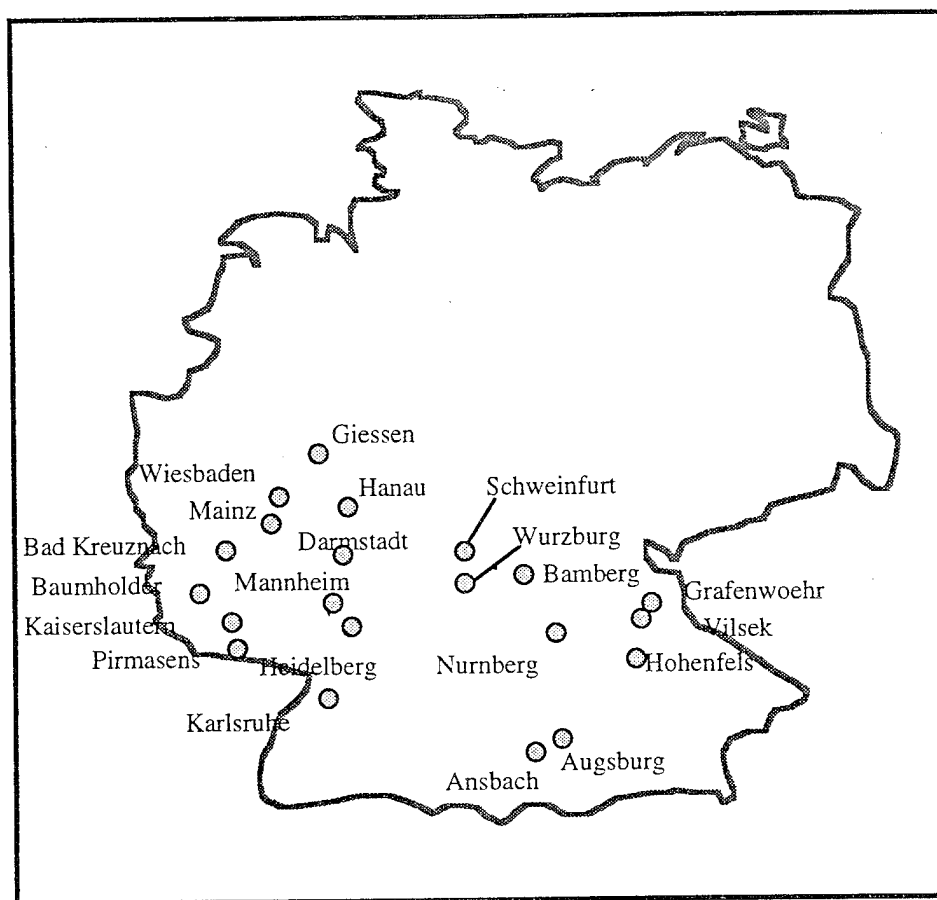 Giessen
Wiesbaden
Hanau
Schweinfurt
Mainz
Wurzburg
Bad Kreuznach
Darmstadt
Bamberg
Baumholder
Mannheim
Grafenwoehr
Kaiserslautern
Vilsek
Pirmasens
Heidelberg
Nurnberg
Hohenfels
Karlsruhe
Augsburg
Ansbach